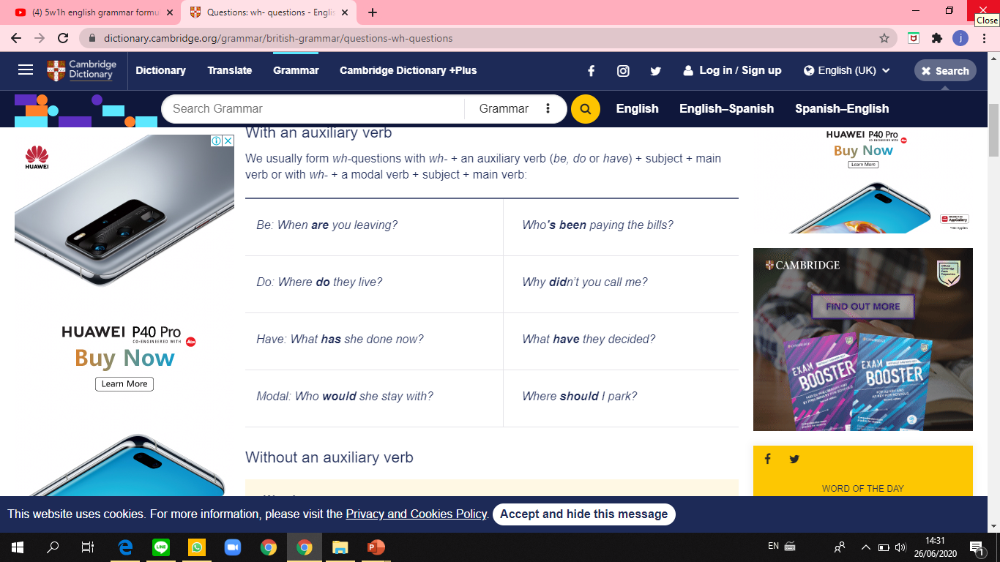 (4) 5w1h english grammar formu
Questions: wh- questions - Englis
Close
dictionary.cambridge.org/grammar/british-grammar/questions-wh-questions
j
Cambridge
Dictionary
Dictionary
Translate
Grammar
Cambridge Dictionary +Plus
Log in / Sign up
English (UK)
Search
Search Grammar
Grammar
English
English–Spanish
Spanish–English
HUAWEI
HUAWEI P40 Pro
CO-ENGINEERED WITH
Buy Now
Learn More
With an auxiliary verb
We usually form wh-questions with wh- + an auxiliary verb (be, do or have) + subject + main
verb or with wh- + a modal verb + subject + main verb:
Be: When are you leaving?
Who's been paying the bills?
Do: Where do they live?
Why didn't you call me?
Have: What has she done now?
What have they decided?
Modal: Who would she stay with?
Where should I park?
Without an auxiliary verb
HUAWEI P40 Pro
CO-ENGINEERED WITH
Buy Now
Learn More
AppGallery
CAMBRIDGE
FIND OUT MORE
EXAM
BOOSTER
EXAM
BOOSTER
WORD OF THE DAY
This website uses cookies. For more information, please visit the Privacy and Cookies Policy.
Accept and hide this message
LINE
EN
14:31
26/06/2020
1